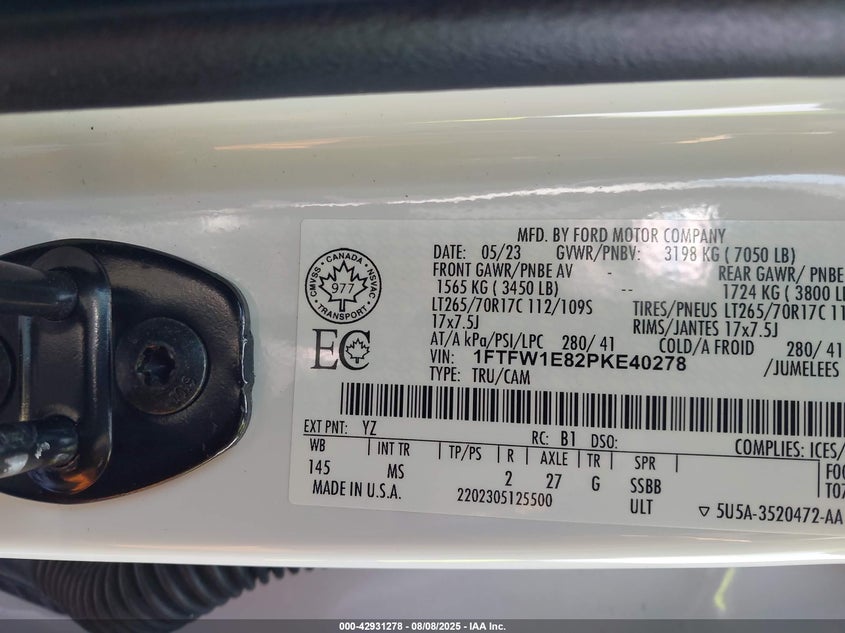 MFD. BY FORD MOTOR COMPANY
DATE: 05/23 GVWR/PNBV: 3198 KG ( 7050 LB)
FRONT GAWR/PNBE AV - REAR GAWR/ PNBE
1565 KG ( 3450 LB) -- 1724 KG ( 3800 LB
LT265/70R17C 112/109S TIRES/PNEUS LT265/70R17C 11
17x7.5J RIMS/JANTES 17x7.5J
AT/A kPa/PSI/LPC 280/ 41 COLD/A FROID 280/ 41
VIN: 1FTFW1E82PKE40278 /JUMELEES
TYPE: TRU/CAM
CMVSS · CANADA · NSVAC
977
TRANSPORT
EC
EXT PNT: YZ RC: B1 DSO: COMPLIES: ICES/
WB INT TR TP/PS R AXLE TR SPR
145 MS 2 27 G SSBB
MADE IN U.S.A. 2202305125500 ULT ▽ 5U5A-3520472-AA
000-42931278 - 08/08/2025 - IAA Inc.